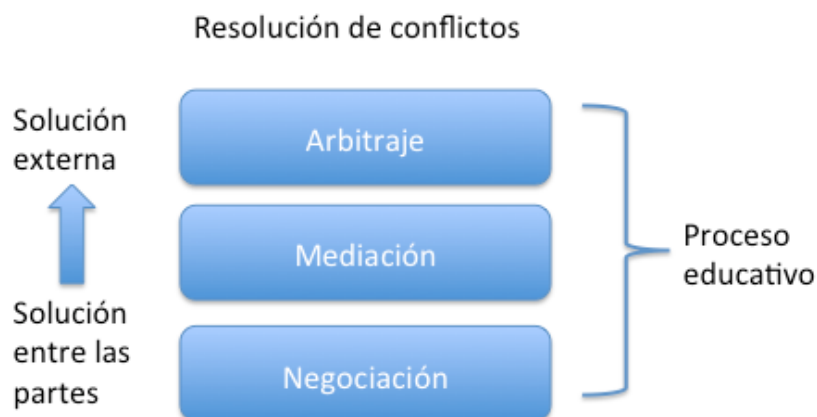 Resolución de conflictos
Solución
externa
Arbitraje
Mediación
Proceso
educativo
Solución
entre las
partes
Negociación